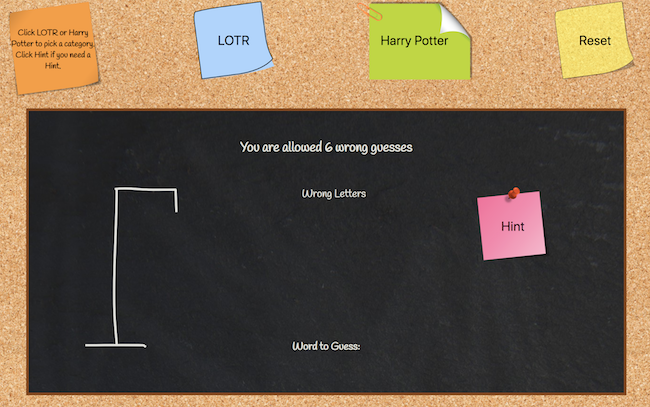 Click LOTR or Harry
Potter to pick a category.
Click Hint if you need a
Hint.
LOTR
Harry Potter
Reset
You are allowed 6 wrong guesses
Wrong Letters
Hint
Word to Guess: